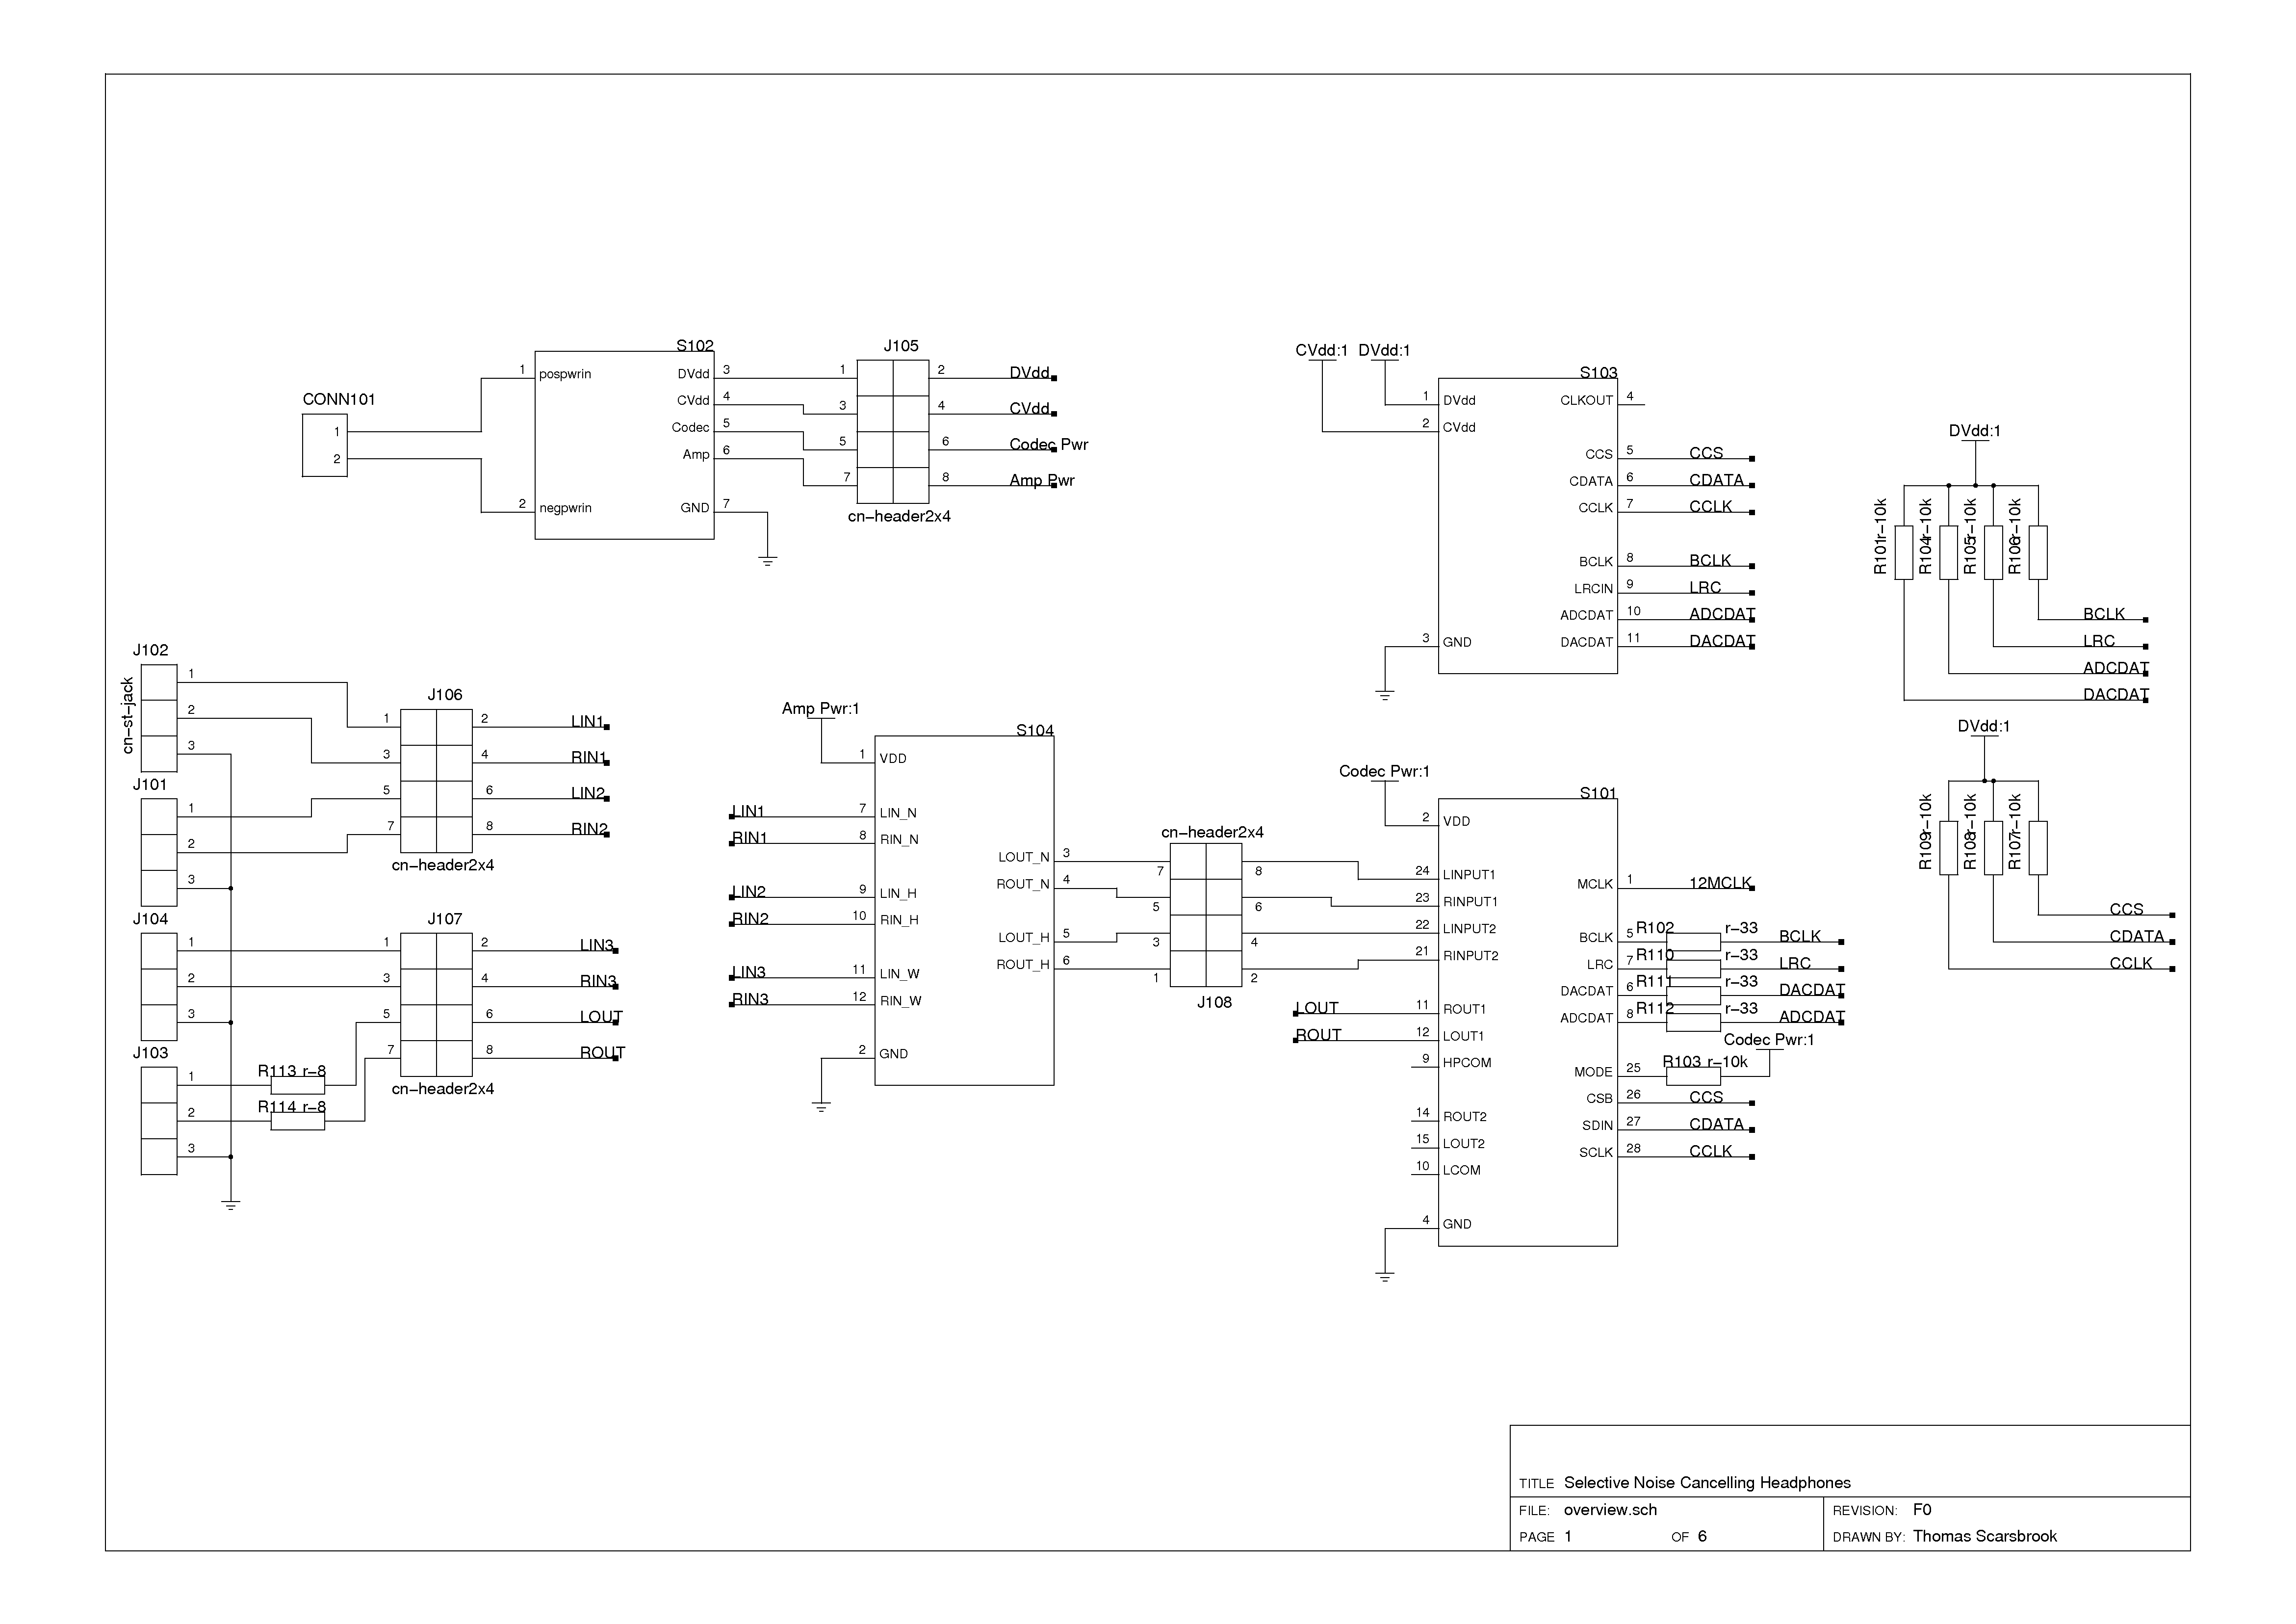 S102
J105
1 pospwrin DVdd 3 1 2 DVdd
CVdd 4 3 4 CVdd
CONN101
1
2
Codec 5 5 6 Codec Pwr
Amp 6 7 8 Amp Pwr
2 negpwrin GND 7
cn-header2x4
CVdd:1 DVdd:1
S103
1 DVdd CLKOUT 4
2 CVdd
CCS 5 CCS
CDATA 6 CDATA
CCLK 7 CCLK
BCLK 8 BCLK
LRCIN 9 LRC
ADCDAT 10 ADCDAT
3 GND DACDAT 11 DACDAT
DVdd:1
R101 r-10k
R104 r-10k
R105 r-10k
R106 r-10k
BCLK
LRC
ADCDAT
DACDAT
DVdd:1
R109 r-10k
R108 r-10k
R107 r-10k
CCS
CDATA
CCLK
J102
cn-st-jack
1
2
3
J101
1
2
3
J104
1
2
3
J103
1 R113 r-8
2 R114 r-8
3
J106
1 2 LIN1
3 4 RIN1
5 6 LIN2
7 8 RIN2
cn-header2x4
J107
1 2 LIN3
3 4 RIN3
5 6 LOUT
7 8 ROUT
cn-header2x4
Amp Pwr:1
S104
1 VDD
LIN1 7 LIN_N
RIN1 8 RIN_N
LOUT_N 3
ROUT_N 4
LIN2 9 LIN_H
RIN2 10 RIN_H
LOUT_H 5
ROUT_H 6
LIN3 11 LIN_W
RIN3 12 RIN_W
2 GND
cn-header2x4
7 8
5 6
3 4
1 2
J108
Codec Pwr:1
S101
2 VDD
24 LINPUT1 MCLK 1 12MCLK
23 RINPUT1
22 LINPUT2 BCLK 5 R102 r-33 BCLK
21 RINPUT2 LRC 7 R110 r-33 LRC
DACDAT 6 R111 r-33 DACDAT
LOUT 11 ROUT1 ADCDAT 8 R112 r-33 ADCDAT
ROUT 12 LOUT1
Codec Pwr:1
9 HPCOM MODE 25 R103 r-10k
CSB 26 CCS
14 ROUT2 SDIN 27 CDATA
15 LOUT2 SCLK 28 CCLK
10 LCOM
4 GND
TITLE Selective Noise Cancelling Headphones
FILE: overview.sch REVISION: F0
PAGE 1 OF 6 DRAWN BY: Thomas Scarsbrook